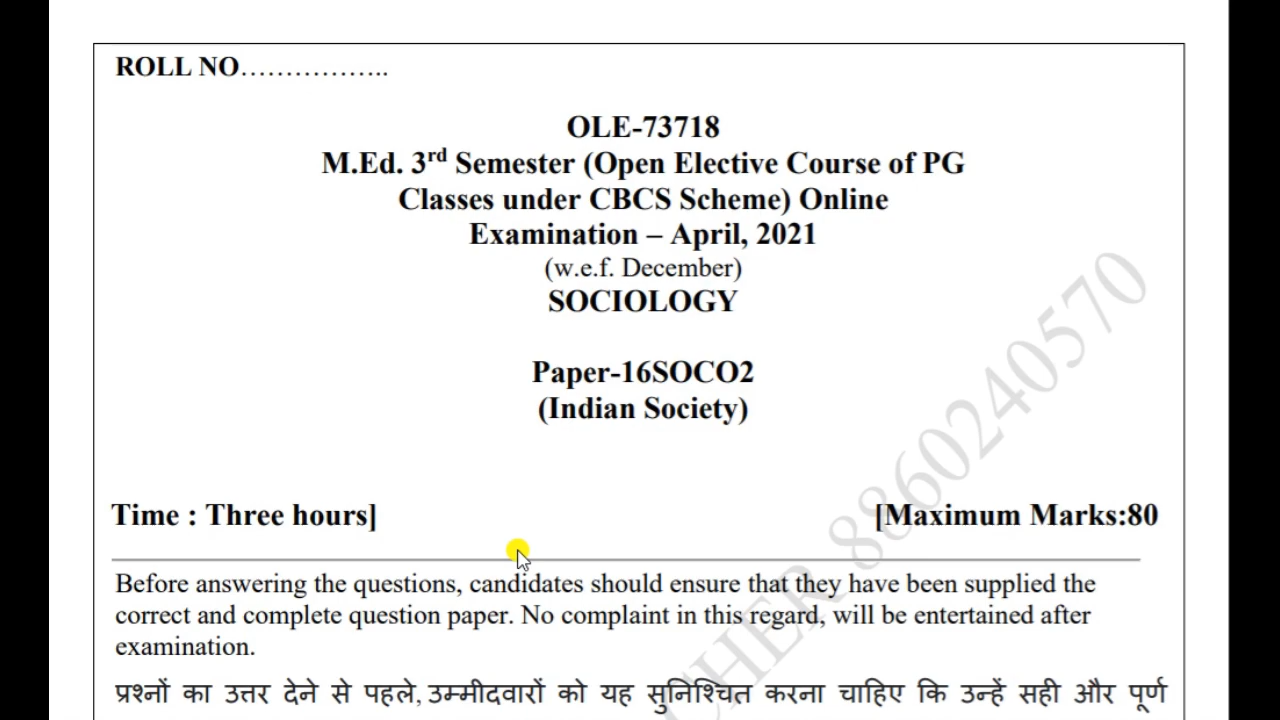 ROLL NO……………..
OLE-73718
M.Ed. 3rd Semester (Open Elective Course of PG
Classes under CBCS Scheme) Online
Examination – April, 2021
(w.e.f. December)
SOCIOLOGY
Paper-16SOCO2
(Indian Society)
Time : Three hours]
[Maximum Marks:80
Before answering the questions, candidates should ensure that they have been supplied the
correct and complete question paper. No complaint in this regard, will be entertained after
examination.
प्रश्नों का उत्तर देने से पहले, उम्मीदवारों को यह सुनिश्चित करना चाहिए कि उन्हें सही और पूर्ण
CHER 8860240570